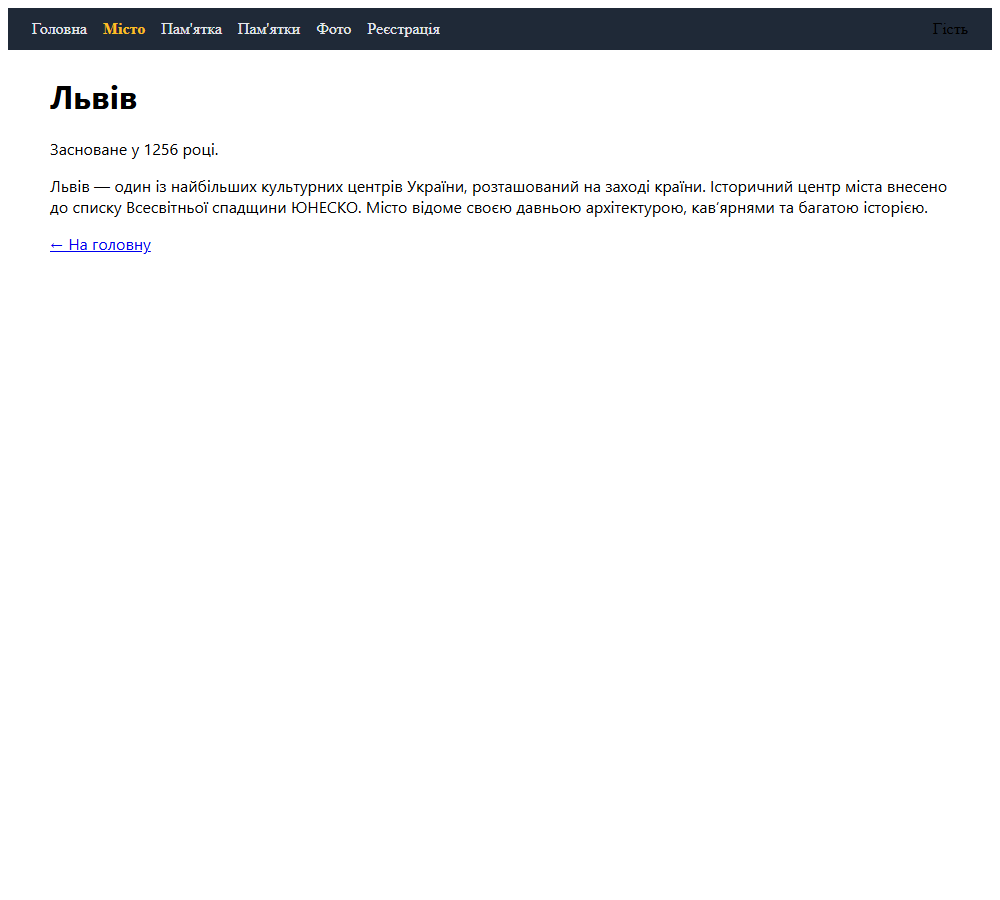 Головна Місто Пам'ятка Пам'ятки Фото Реєстрація Гість
Львів
Засноване у 1256 році.
Львів — один із найбільших культурних центрів України, розташований на заході країни. Історичний центр міста внесено
до списку Всесвітньої спадщини ЮНЕСКО. Місто відоме своєю давньою архітектурою, кав’ярнями та багатою історією.
← На головну